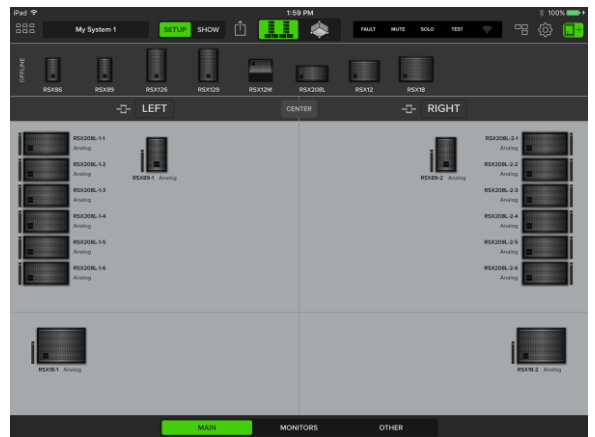 iPad 1:59 PM 100%
My System 1 SETUP SHOW FAULT MUTE SOLO TEST
OFFLINE
RSX86 RSX89 RSX126 RSX129 RSX12M RSX208L RSX12 RSX18
LEFT CENTER RIGHT
RSX208L-1-1 RSX208L-2-1
Analog Analog
RSX208L-1-2 RSX208L-2-2
Analog Analog
RSX89-1 Analog RSX89-2 Analog
RSX208L-1-3 RSX208L-2-3
Analog Analog
RSX208L-1-4 RSX208L-2-4
Analog Analog
RSX208L-1-5 RSX208L-2-5
Analog Analog
RSX208L-1-6 RSX208L-2-6
Analog Analog
RSX18-1 Analog RSX18-2 Analog
MAIN MONITORS OTHER